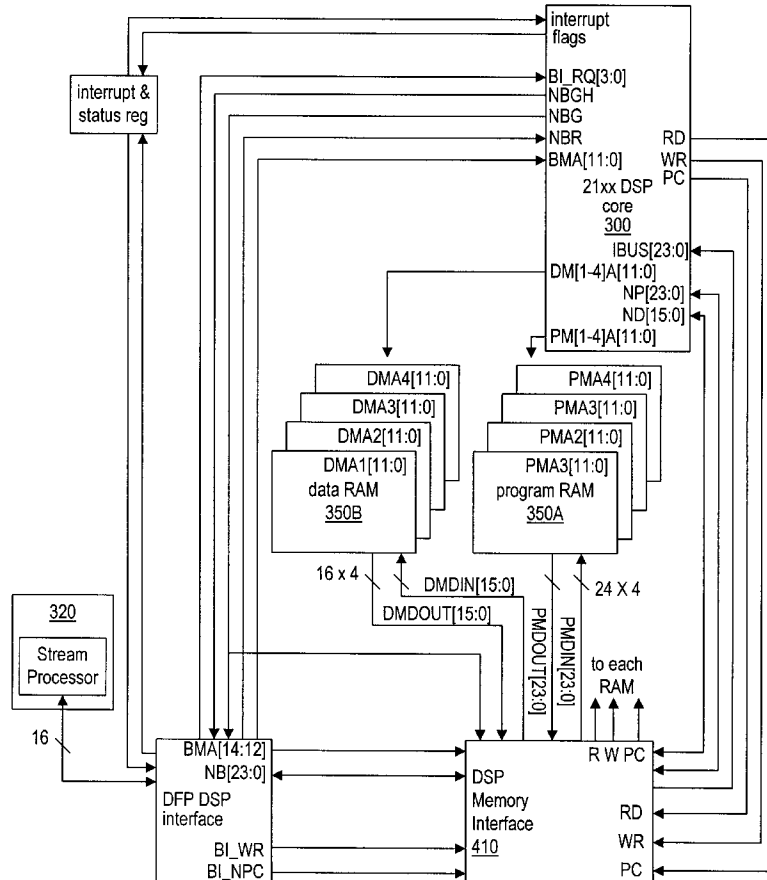 interrupt
flags
BI_RQ[3:0]
NBGH
NBG
NBR
BMA[11:0]
RD
WR
PC
21xx DSP
core
300
IBUS[23:0]
DM[1-4]A[11:0]
NP[23:0]
ND[15:0]
PM[1-4]A[11:0]
interrupt &
status reg
DMA4[11:0]
DMA3[11:0]
DMA2[11:0]
DMA1[11:0]
data RAM
350B
PMA4[11:0]
PMA3[11:0]
PMA2[11:0]
PMA3[11:0]
program RAM
350A
16 x 4
DMDIN[15:0]
DMDOUT[15:0]
PMDOUT[23:0]
PMDIN[23:0]
24 X 4
to each
RAM
320
Stream
Processor
16
BMA[14:12]
NB[23:0]
DFP DSP
interface
BI_WR
BI_NPC
R W PC
DSP
Memory
Interface
410
RD
WR
PC